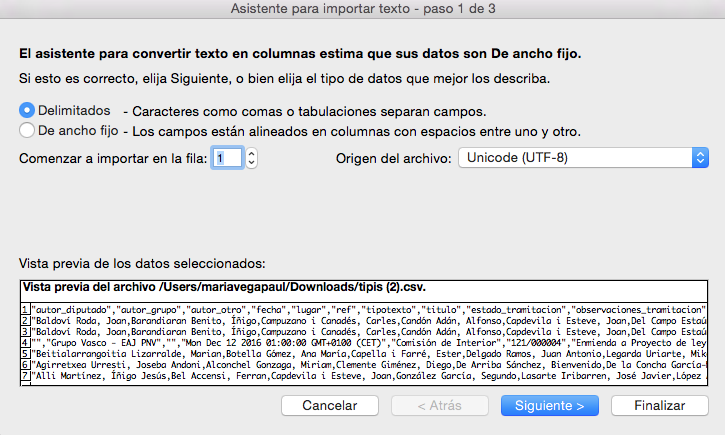 Asistente para importar texto - paso 1 de 3
El asistente para convertir texto en columnas estima que sus datos son De ancho fijo.
Si esto es correcto, elija Siguiente, o bien elija el tipo de datos que mejor los describa.
Delimitados - Caracteres como comas o tabulaciones separan campos.
De ancho fijo - Los campos están alineados en columnas con espacios entre uno y otro.
Comenzar a importar en la fila: 1 Origen del archivo: Unicode (UTF-8)
Vista previa de los datos seleccionados:
Vista previa del archivo /Users/mariavegapaul/Downloads/tipis (2).csv.
1 "autor_diputado","autor_grupo","autor_otro","fecha","lugar","ref","tipotexto","titulo","estado_tramitacion","observaciones_tramitacion"
2 "Baldoví Roda, Joan,Barandiaran Benito, Íñigo,Campuzano i Canadés, Carles,Candón Adán, Alfonso,Capdevila i Esteve, Joan,Del Campo Estaú
3 "Baldoví Roda, Joan,Barandiaran Benito, Íñigo,Campuzano i Canadés, Carles,Candón Adán, Alfonso,Capdevila i Esteve, Joan,Del Campo Estaú
4 "","Grupo Vasco - EAJ PNV","","Mon Dec 12 2016 01:00:00 GMT+0100 (CET)","Comisión de Interior","121/000004","Enmienda a Proyecto de ley
5 "Beitialarrangoitia Lizarralde, Marian,Botella Gómez, Ana María,Capella i Farré, Ester,Delgado Ramos, Juan Antonio,Legarda Uriarte, Mik
6 "Agirretxea Urresti, Joseba Andoni,Alconchel Gonzaga, Miriam,Clemente Giménez, Diego,De Arriba Sánchez, Bienvenido,De la Concha García-
7 "Alli Martínez, Íñigo Jesús,Bel Accensi, Ferran,Capdevila i Esteve, Joan,González García, Segundo,Lasarte Iribarren, José Javier,López
Cancelar < Atrás Siguiente > Finalizar